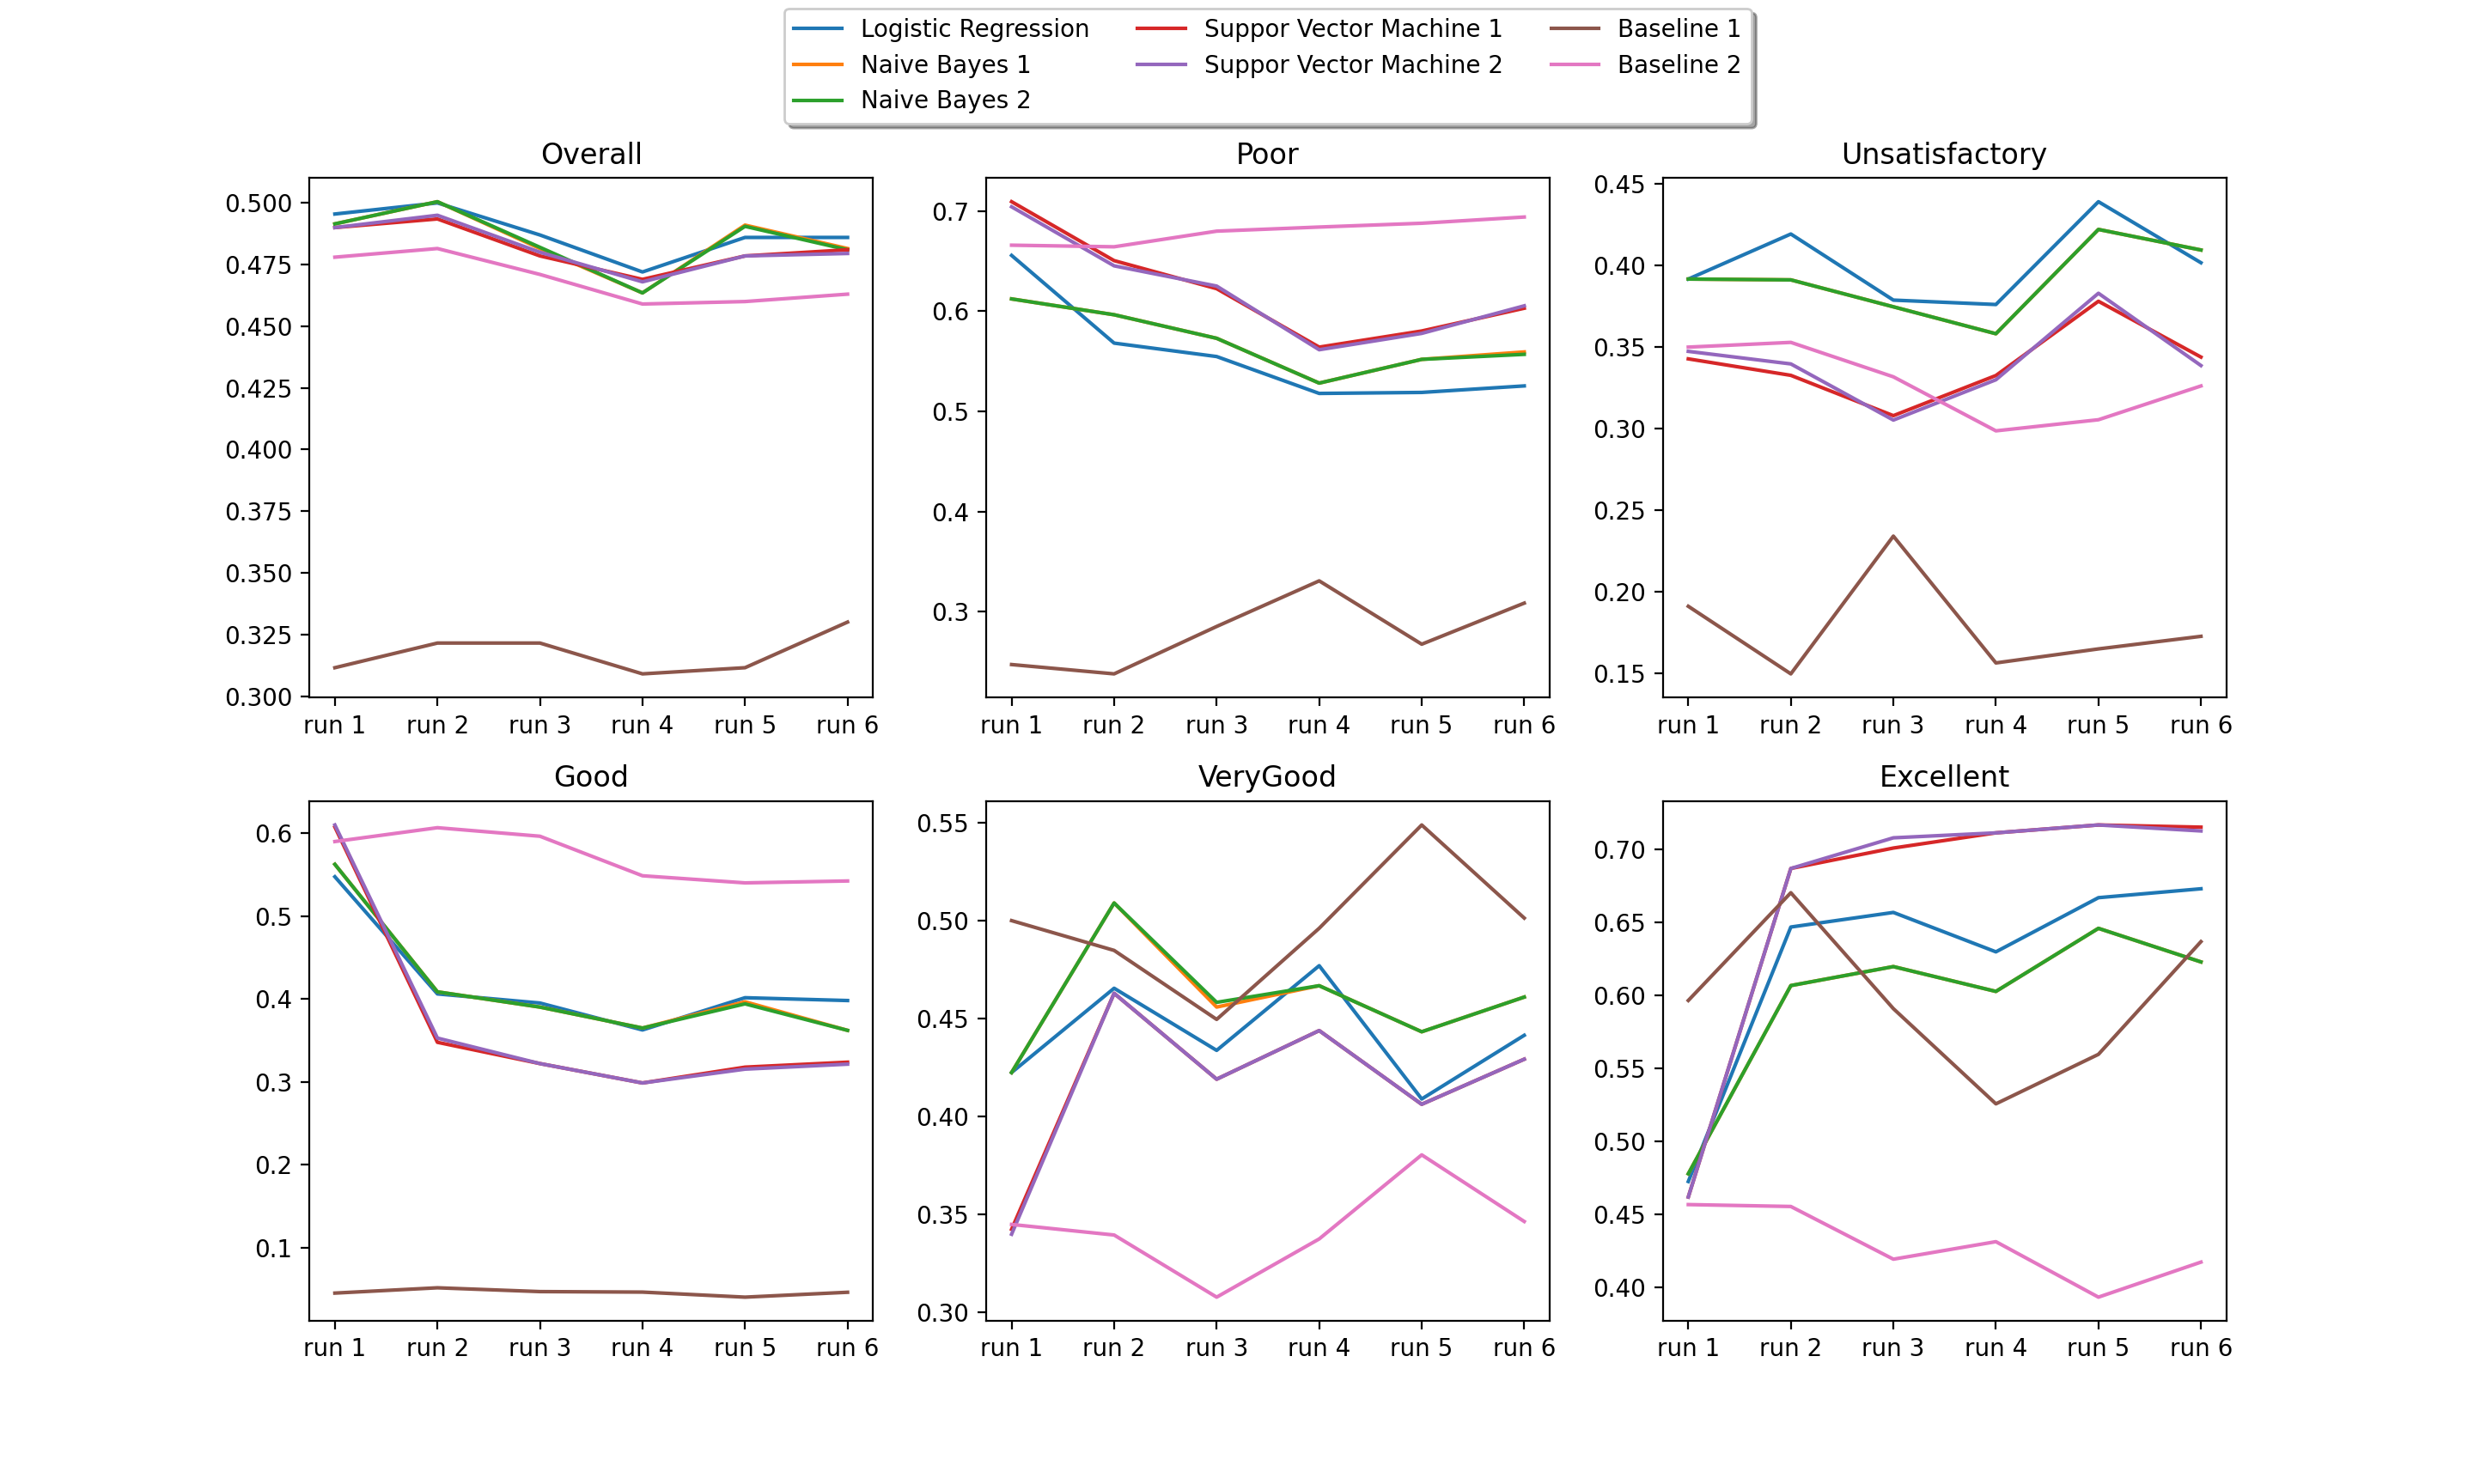 Logistic Regression
Naive Bayes 1
Naive Bayes 2
Suppor Vector Machine 1
Suppor Vector Machine 2
Baseline 1
Baseline 2
Overall
0.500
0.475
0.450
0.425
0.400
0.375
0.350
0.325
0.300
run 1 run 2 run 3 run 4 run 5 run 6
Poor
0.7
0.6
0.5
0.4
0.3
run 1 run 2 run 3 run 4 run 5 run 6
Unsatisfactory
0.45
0.40
0.35
0.30
0.25
0.20
0.15
run 1 run 2 run 3 run 4 run 5 run 6
Good
0.6
0.5
0.4
0.3
0.2
0.1
run 1 run 2 run 3 run 4 run 5 run 6
VeryGood
0.55
0.50
0.45
0.40
0.35
0.30
run 1 run 2 run 3 run 4 run 5 run 6
Excellent
0.70
0.65
0.60
0.55
0.50
0.45
0.40
run 1 run 2 run 3 run 4 run 5 run 6